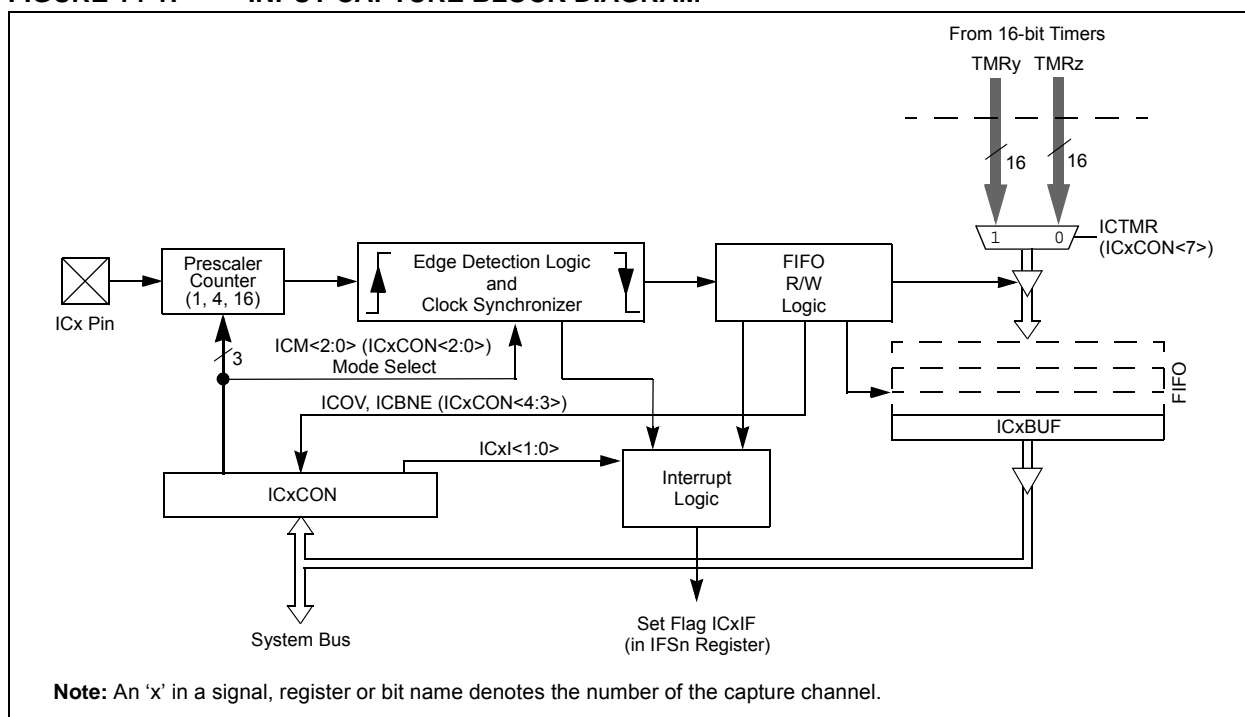 From 16-bit Timers
TMRy TMRz
16 16
1 0
ICTMR
(ICxCON<7>)
Prescaler
Counter
(1, 4, 16)
Edge Detection Logic
and
Clock Synchronizer
FIFO
R/W
Logic
ICx Pin
3
ICM<2:0> (ICxCON<2:0>)
Mode Select
FIFO
ICOV, ICBNE (ICxCON<4:3>)
ICxBUF
ICxI<1:0>
ICxCON
Interrupt
Logic
System Bus
Set Flag ICxIF
(in IFSn Register)
Note: An ‘x’ in a signal, register or bit name denotes the number of the capture channel.